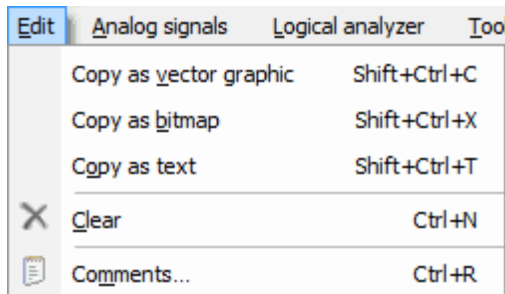 Edit Analog signals Logical analyzer Too
Copy as vector graphic Shift+Ctrl+C
Copy as bitmap Shift+Ctrl+X
Copy as text Shift+Ctrl+T
Clear Ctrl+N
Comments... Ctrl+R